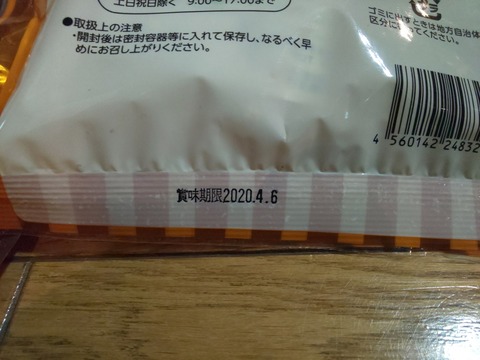 土日祝日除く 9:00~17:00まで
●取扱上の注意
・開封後は密封容器等に入れて保存し、なるべく早
めにお召し上がりください。
ゴミに出すときは地方自治体
区分に
てください。
4 560142 24832
賞味期限2020.4.6